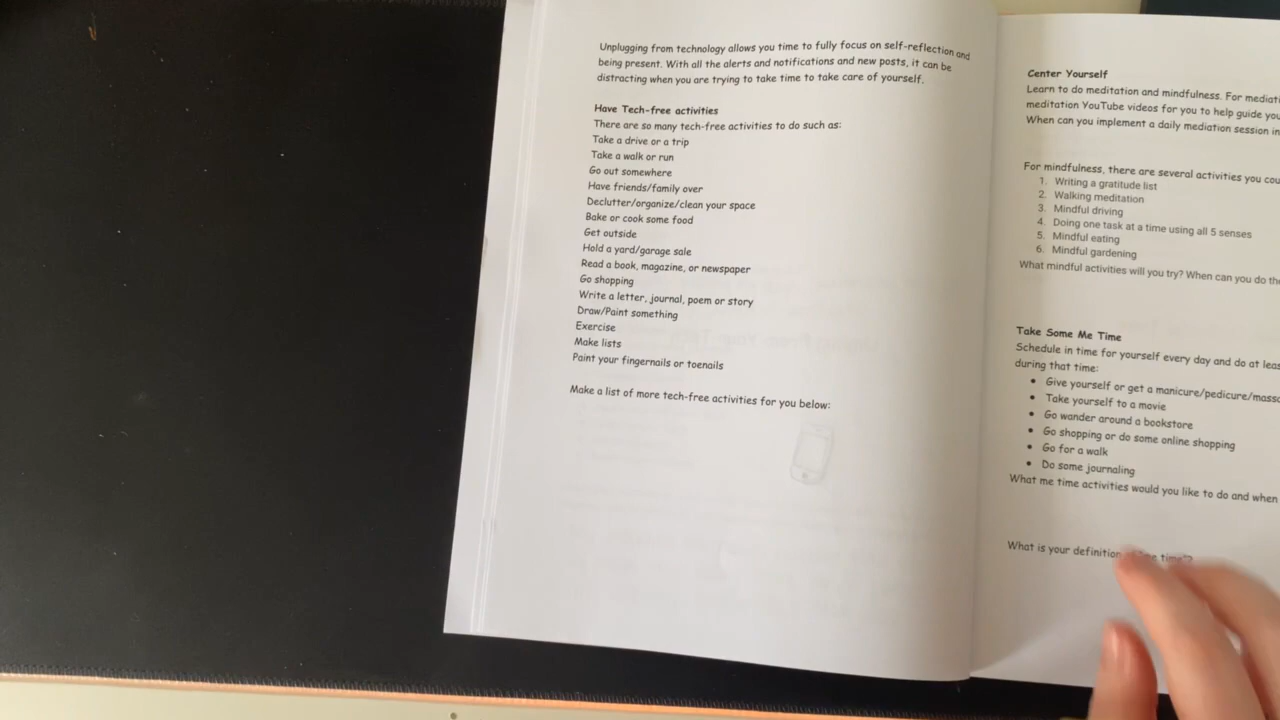 Unplugging from technology allows you time to fully focus on self-reflection and
being present. With all the alerts and notifications and new posts, it can be
distracting when you are trying to take time to take care of yourself.
Have Tech-free activities
There are so many tech-free activities to do such as:
Take a drive or a trip
Take a walk or run
Go out somewhere
Have friends/family over
Declutter/organize/clean your space
Bake or cook some food
Get outside
Hold a yard/garage sale
Read a book, magazine, or newspaper
Go shopping
Write a letter, journal, poem or story
Draw/Paint something
Exercise
Make lists
Paint your fingernails or toenails
Make a list of more tech-free activities for you below:
Center Yourself
Learn to do meditation and mindfulness. For
meditation YouTube videos for you to help guide
When can you implement a daily mediation session in
For mindfulness, there are several activities you
1. Writing a gratitude list
2. Walking meditation
3. Mindful driving
4. Doing one task at a time using all 5 senses
5. Mindful eating
6. Mindful gardening
What mindful activities will you try? When can you do
Take Some Me Time
Schedule in time for yourself every day and do at
during that time:
• Give yourself or get a manicure/pedicure/
• Take yourself to a movie
• Go wander around a bookstore
• Go shopping or do some online shopping
• Go for a walk
• Do some journaling
What me time activities would you like to do and when
What is your definition time"?